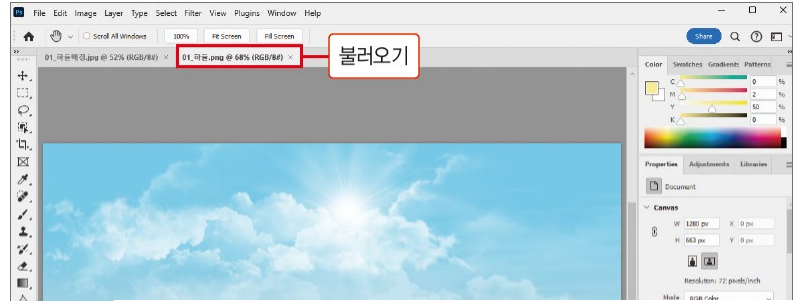 Ps File Edit Image Layer Type Select Filter View Plugins Window Help
Scroll All Windows 100% Fit Screen Fill Screen Share
01_하늘배경.jpg @ 52% (RGB/8#) × 01_하늘.png @ 68% (RGB/8#) ×
불러오기
Color Swatches Gradients Patterns
C 0 %
M 2 %
Y 50 %
K 0 %
Properties Adjustments Libraries
Document
Canvas
W 1280 px X 0 px
H 663 px Y 0 px
Resolution: 72 pixels/inch
Mode RGB Color